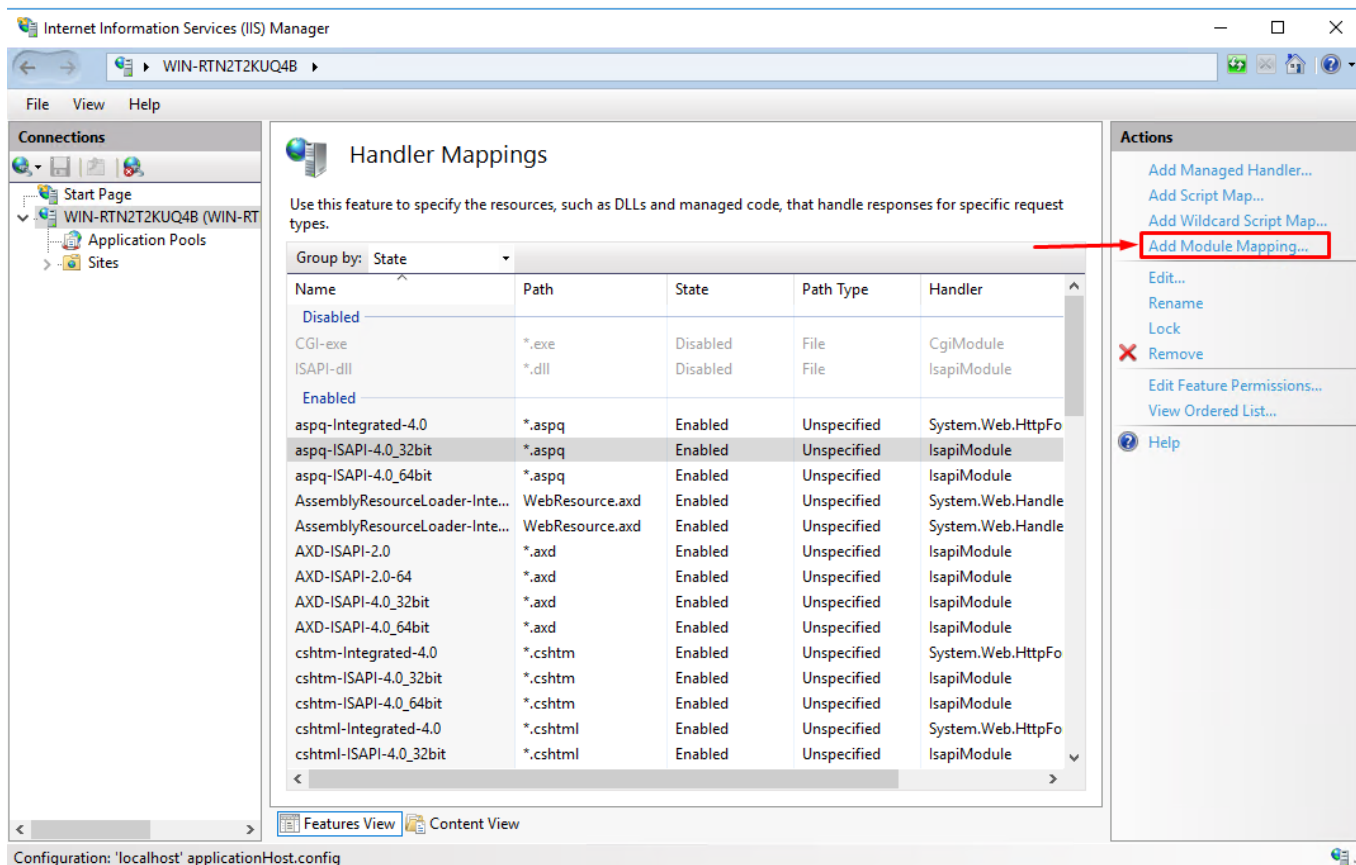 Internet Information Services (IIS) Manager
WIN-RTN2T2KUQ4B
File View Help
Connections
Start Page
WIN-RTN2T2KUQ4B (WIN-RT
Application Pools
Sites
Handler Mappings
Use this feature to specify the resources, such as DLLs and managed code, that handle responses for specific request
types.
Group by: State
Name Path State Path Type Handler
Disabled
CGI-exe *.exe Disabled File CgiModule
ISAPI-dll *.dll Disabled File IsapiModule
Enabled
aspq-Integrated-4.0 *.aspq Enabled Unspecified System.Web.HttpFo
aspq-ISAPI-4.0_32bit *.aspq Enabled Unspecified IsapiModule
aspq-ISAPI-4.0_64bit *.aspq Enabled Unspecified IsapiModule
AssemblyResourceLoader-Inte... WebResource.axd Enabled Unspecified System.Web.Handle
AssemblyResourceLoader-Inte... WebResource.axd Enabled Unspecified System.Web.Handle
AXD-ISAPI-2.0 *.axd Enabled Unspecified IsapiModule
AXD-ISAPI-2.0-64 *.axd Enabled Unspecified IsapiModule
AXD-ISAPI-4.0_32bit *.axd Enabled Unspecified IsapiModule
AXD-ISAPI-4.0_64bit *.axd Enabled Unspecified IsapiModule
cshtm-Integrated-4.0 *.cshtm Enabled Unspecified System.Web.HttpFo
cshtm-ISAPI-4.0_32bit *.cshtm Enabled Unspecified IsapiModule
cshtm-ISAPI-4.0_64bit *.cshtm Enabled Unspecified IsapiModule
cshtml-Integrated-4.0 *.cshtml Enabled Unspecified System.Web.HttpFo
cshtml-ISAPI-4.0_32bit *.cshtml Enabled Unspecified IsapiModule
Features View Content View
Actions
Add Managed Handler...
Add Script Map...
Add Wildcard Script Map...
Add Module Mapping...
Edit...
Rename
Lock
Remove
Edit Feature Permissions...
View Ordered List...
Help
Configuration: 'localhost' applicationHost.config